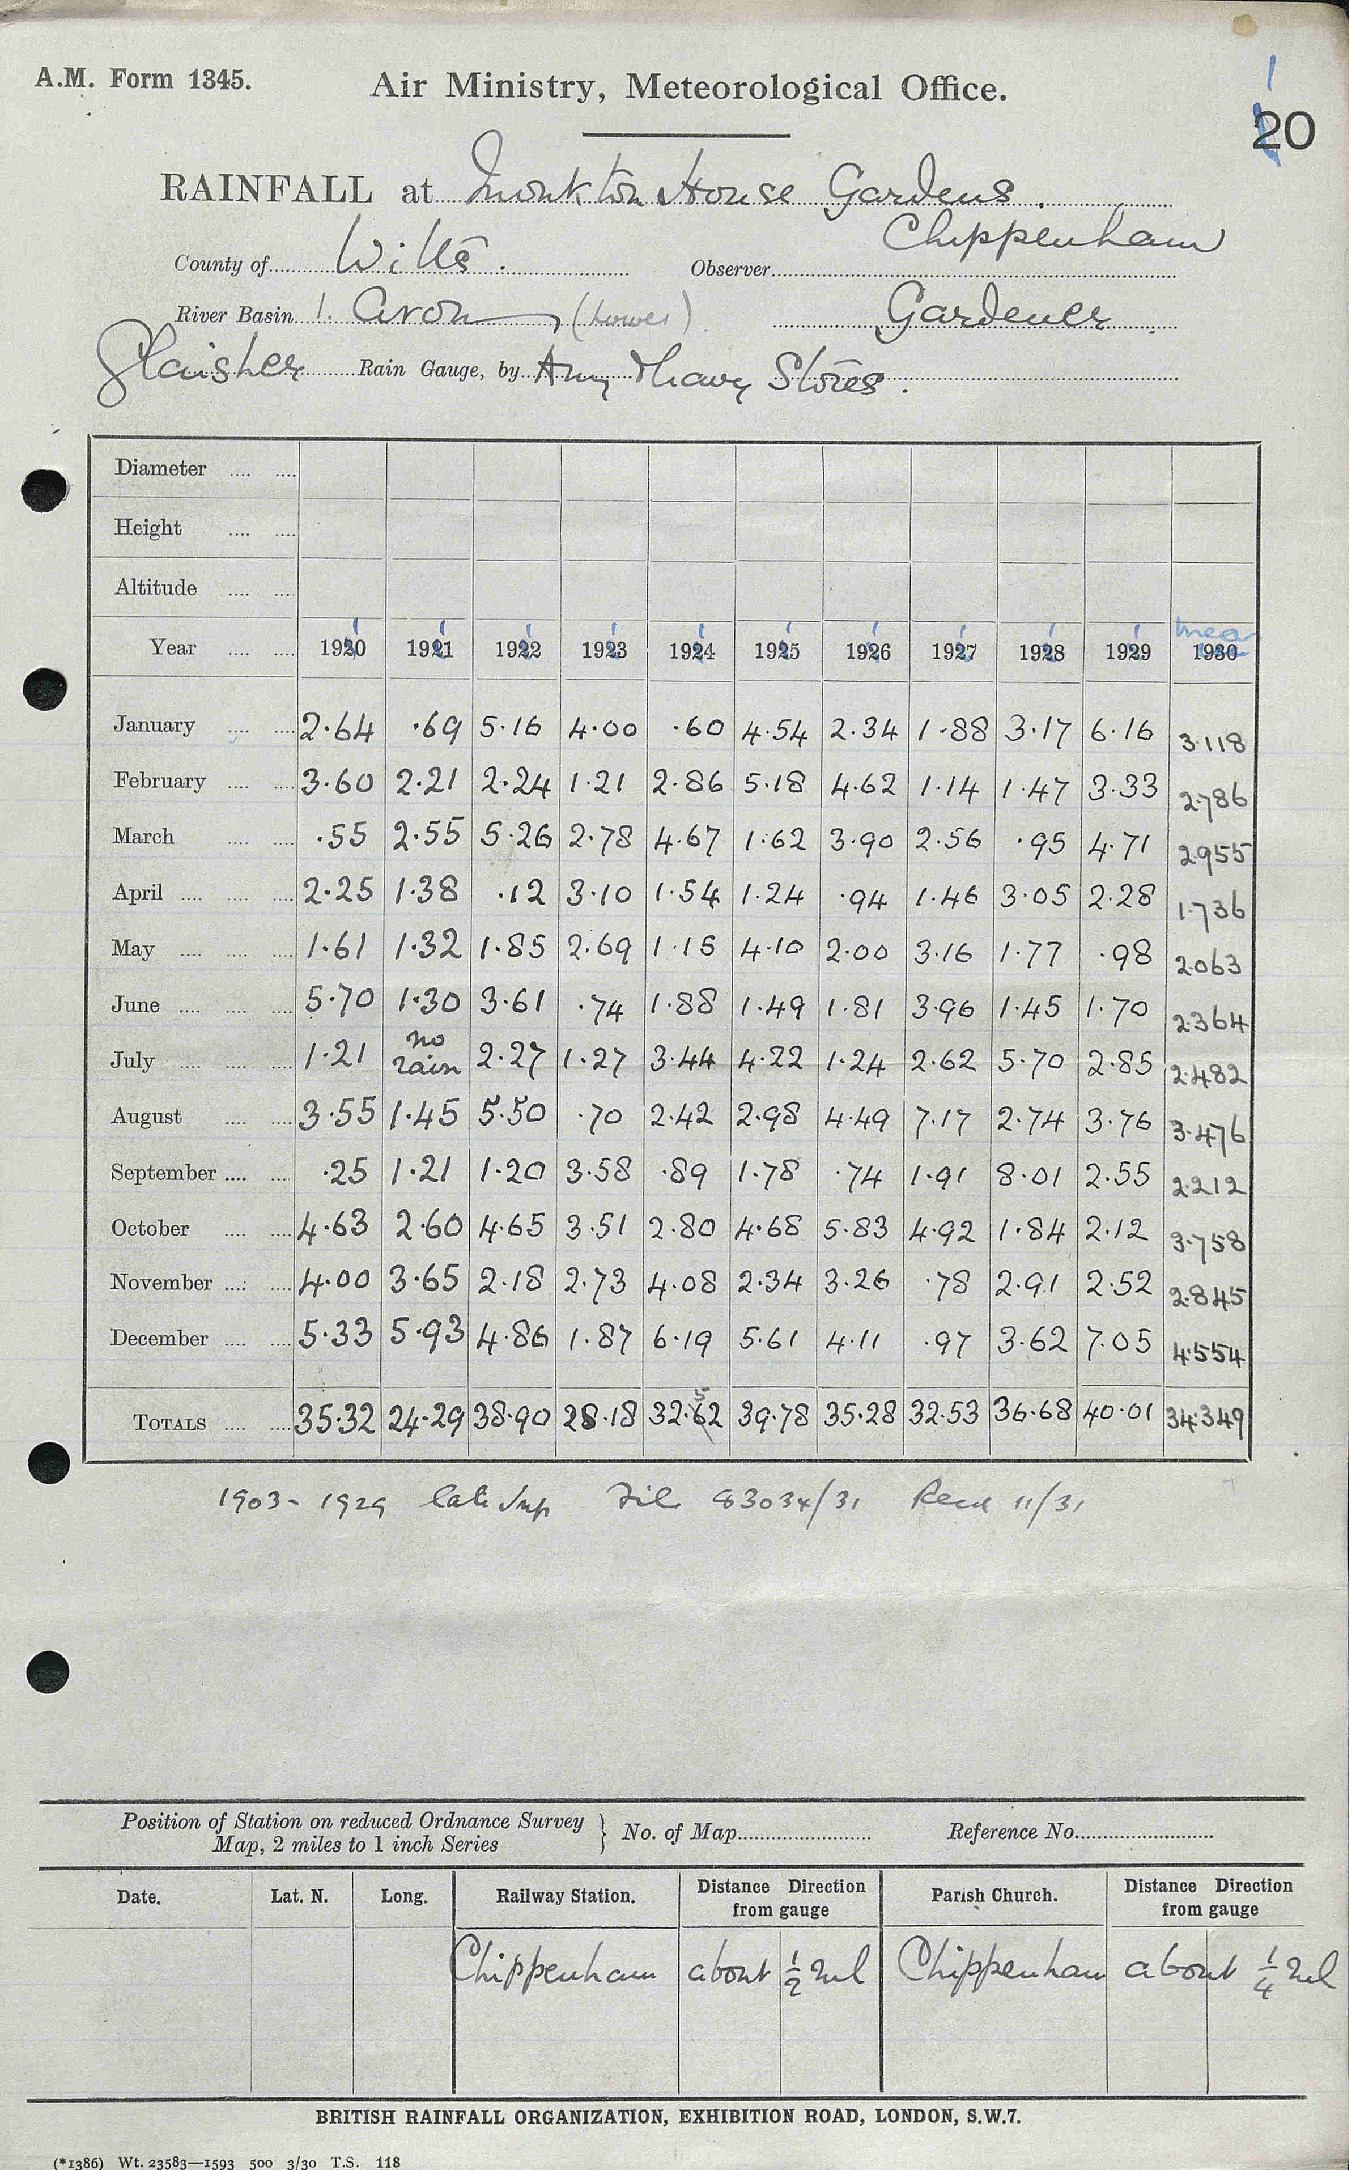 A.M. Form 1345. Air Ministry, Meteorological Office.
1
20
RAINFALL at Monkton House Gardens.
Chippenham
County of Wilts. Observer
River Basin 1. Avon (Lower) Gardener.
Glaisher Rain Gauge, by Army & Navy Stores.
Diameter
Height
Altitude
mean
1 1 1 1 1 1 1 1 1 1
Year 1920 1921 1922 1923 1924 1925 1926 1927 1928 1929 1930
January 2.64 .69 5.16 4.00 .60 4.54 2.34 1.88 3.17 6.16 3.118
February 3.60 2.21 2.24 1.21 2.86 5.18 4.62 1.14 1.47 3.33 2.786
March .55 2.55 5.26 2.78 4.67 1.62 3.90 2.56 .95 4.71 2.955
April 2.25 1.38 .12 3.10 1.54 1.24 .94 1.46 3.05 2.28 1.736
May 1.61 1.32 1.85 2.69 1.15 4.10 2.00 3.16 1.77 .98 2.063
June 5.70 1.30 3.61 .74 1.88 1.49 1.81 3.96 1.45 1.70 2.364
July 1.21 no rain 2.27 1.27 3.44 4.22 1.24 2.62 5.70 2.85 2.482
August 3.55 1.45 5.50 .70 2.42 2.98 4.49 7.17 2.74 3.76 3.476
September .25 1.21 1.20 3.58 .89 1.78 .74 1.91 8.01 2.55 2.212
October 4.63 2.60 4.65 3.51 2.80 4.68 5.83 4.92 1.84 2.12 3.758
November 4.00 3.65 2.18 2.73 4.08 2.34 3.26 .78 2.91 2.52 2.845
December 5.33 5.93 4.86 1.87 6.19 5.61 4.11 .97 3.62 7.05 4.554
5
TOTALS 35.32 24.29 38.90 28.18 32.62 39.78 35.28 32.53 36.68 40.01 34.349
1903-1929 File 83034/31 Recd 11/31
Position of Station on reduced Ordnance Survey
Map, 2 miles to 1 inch Series } No. of Map Reference No.
Date. Lat. N. Long. Railway Station. Distance Direction from gauge Parish Church. Distance Direction from gauge
Chippenham about 1/2 ml Chippenham about 1/4 ml
BRITISH RAINFALL ORGANIZATION, EXHIBITION ROAD, LONDON, S.W.7.
(*1386) Wt. 23583—1593 500 3/30 T.S. 118